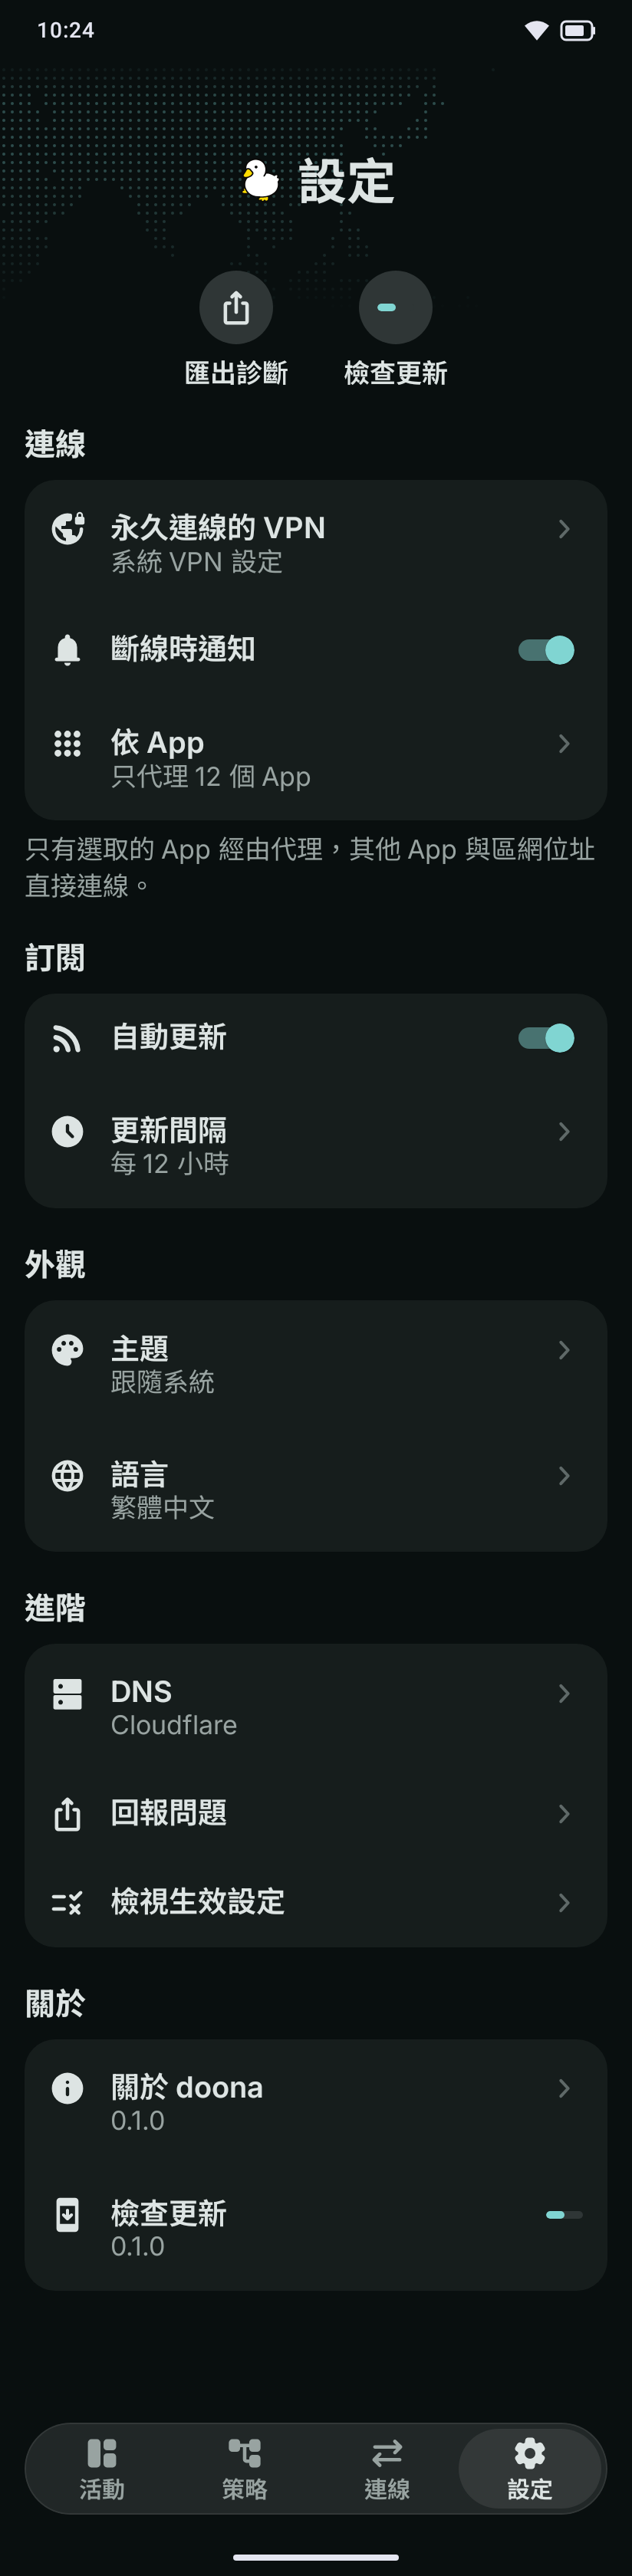 10:24
設定
匯出診斷
檢查更新
連線
永久連線的 VPN
系統 VPN 設定
斷線時通知
依 App
只代理 12 個 App
只有選取的 App 經由代理，其他 App 與區網位址
直接連線。
訂閱
自動更新
更新間隔
每 12 小時
外觀
主題
跟隨系統
語言
繁體中文
進階
DNS
Cloudflare
回報問題
檢視生效設定
關於
關於 doona
0.1.0
檢查更新
0.1.0
活動
策略
連線
設定